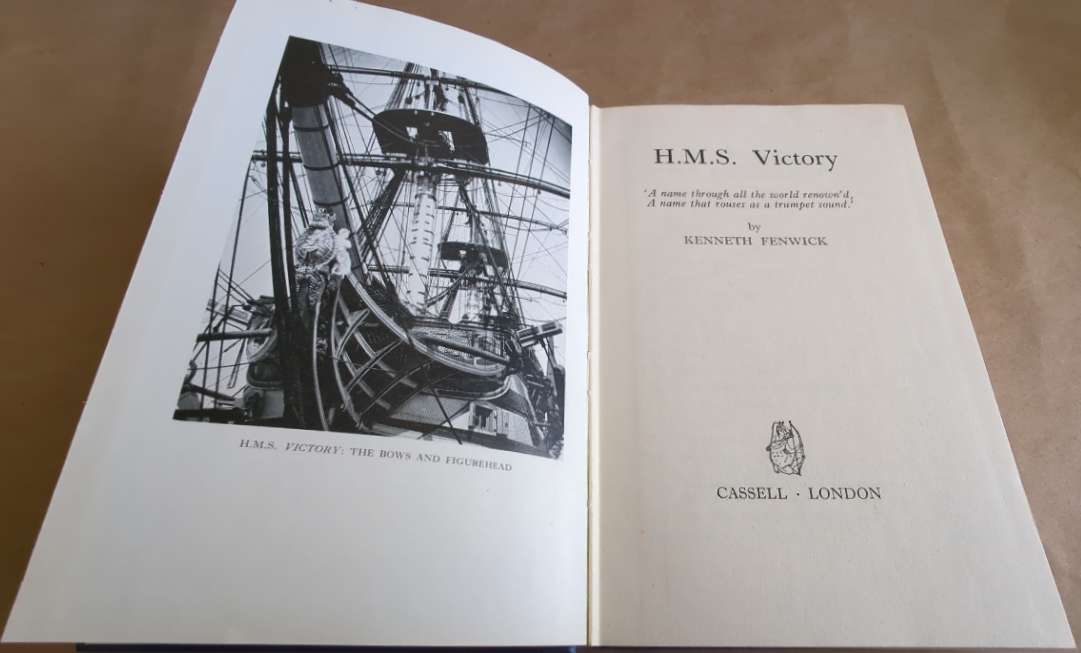 H.M.S. VICTORY: THE BOWS AND FIGUREHEAD
H.M.S. Victory
'A name through all the world renown'd,
A name that rouses as a trumpet sound.'
by
KENNETH FENWICK
CASSELL · LONDON